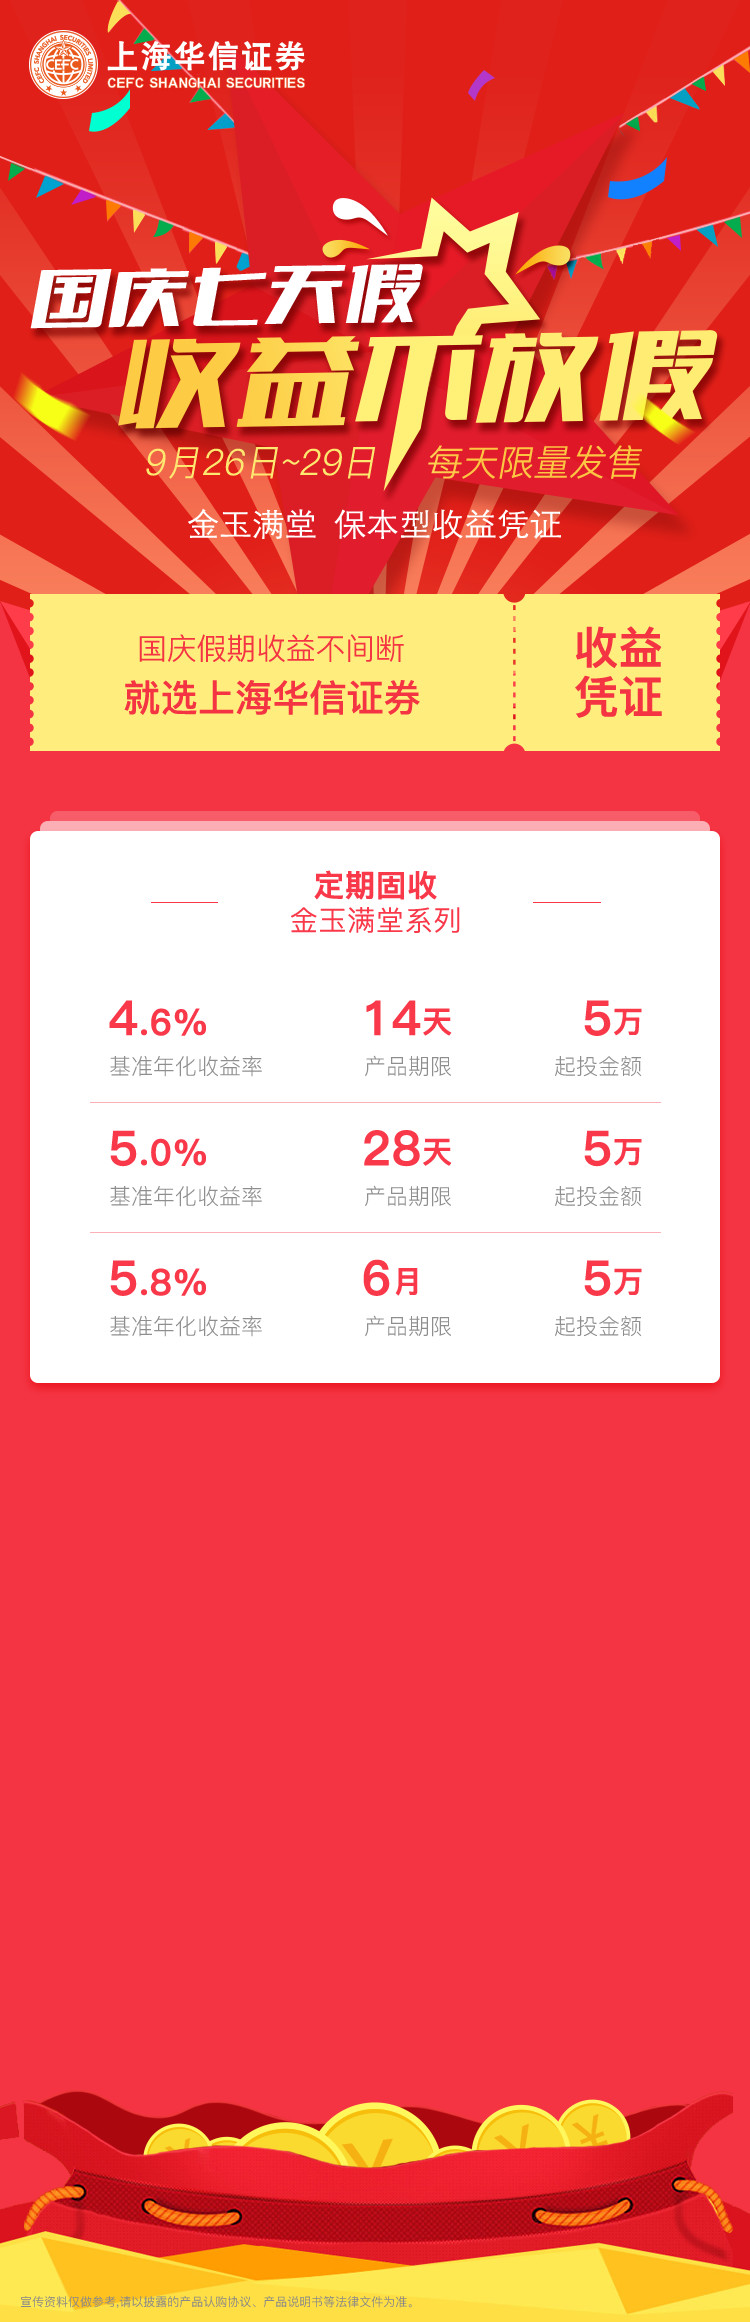 上海华信证券
CEFC SHANGHAI SECURITIES
CEFC SHANGHAI SECURITIES LIMITED
CEFC
国庆七天假
收益不放假
9月26日~29日 每天限量发售
金玉满堂 保本型收益凭证
国庆假期收益不间断
就选上海华信证券
收益
凭证
定期固收
金玉满堂系列
4.6% 14天 5万
基准年化收益率 产品期限 起投金额
5.0% 28天 5万
基准年化收益率 产品期限 起投金额
5.8% 6月 5万
基准年化收益率 产品期限 起投金额
宣传资料仅做参考,请以披露的产品认购协议、产品说明书等法律文件为准。